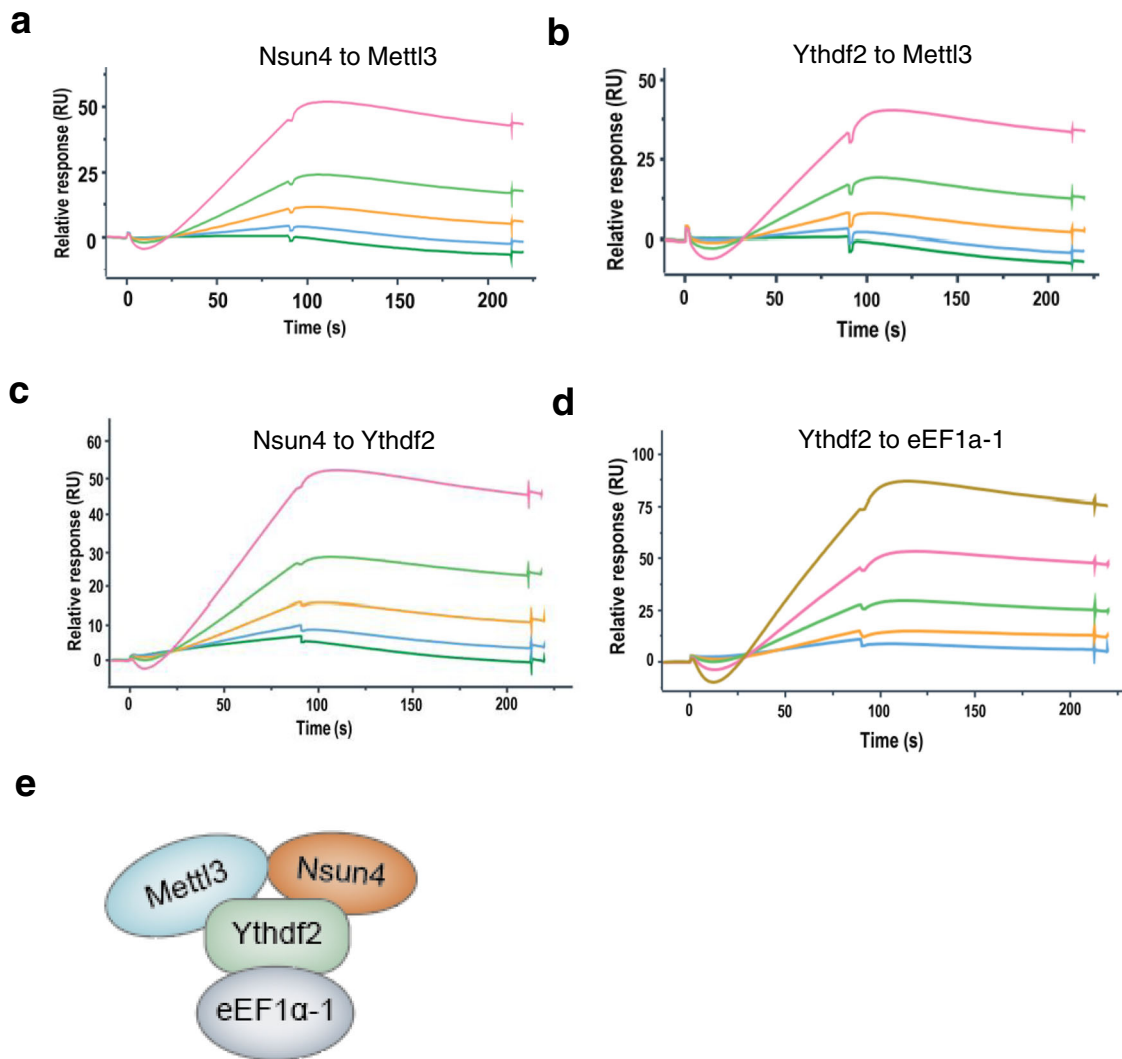 a
Nsun4 to Mettl3
Relative response (RU)
50
25
0
0 50 100 150 200
Time (s)
b
Ythdf2 to Mettl3
Relative response (RU)
50
25
0
0 50 100 150 200
Time (s)
c
Nsun4 to Ythdf2
Relative response (RU)
60
50
40
30
20
10
0
0 50 100 150 200
Time (s)
d
Ythdf2 to eEF1a-1
Relative response (RU)
100
75
50
25
0
0 50 100 150 200
Time (s)
e
Mettl3
Nsun4
Ythdf2
eEF1α-1